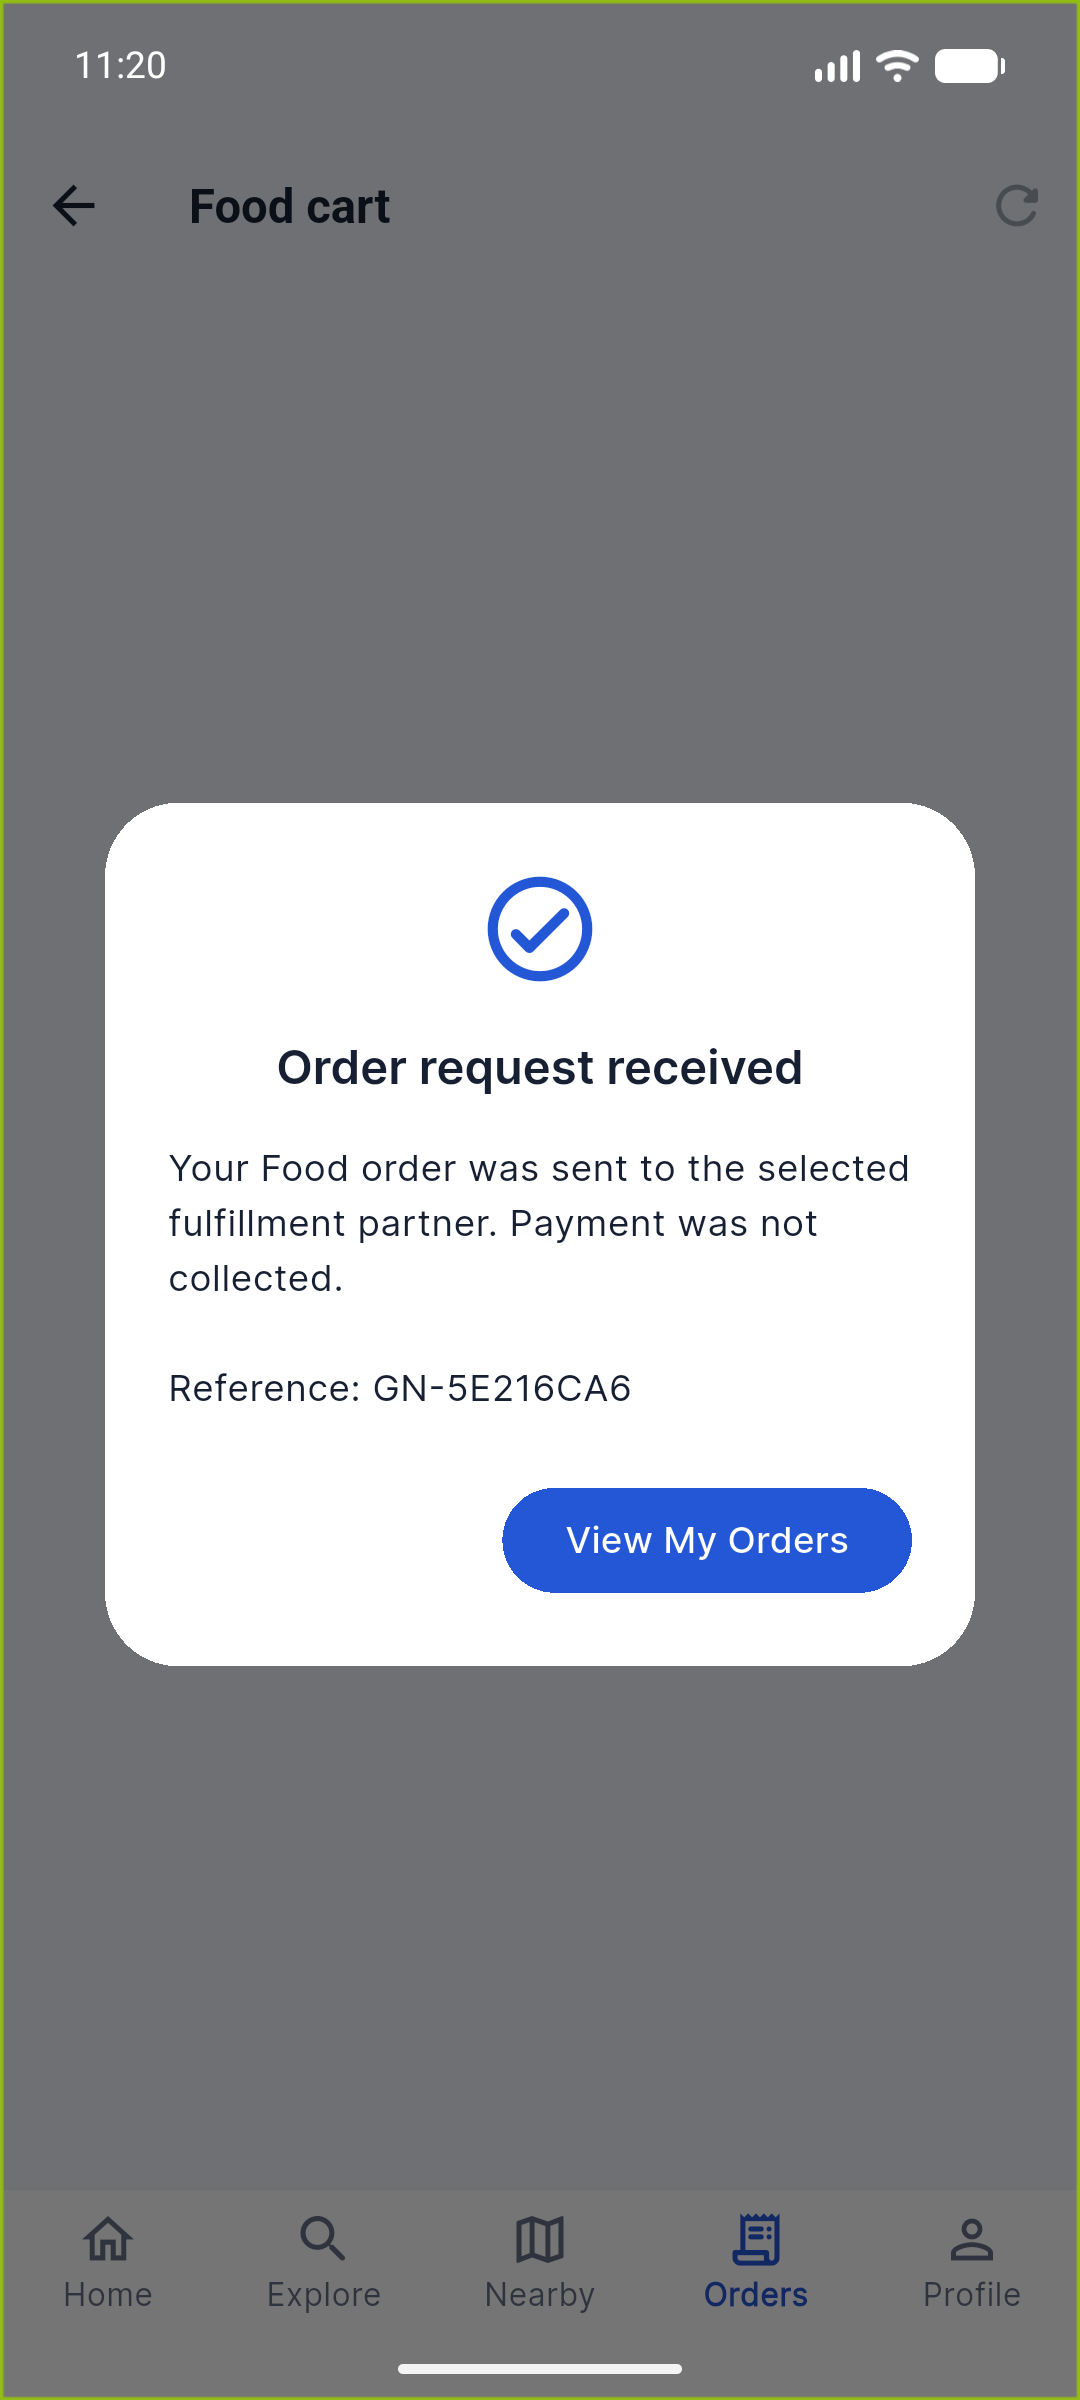 11:20
Food cart
Order request received
Your Food order was sent to the selected
fulfillment partner. Payment was not
collected.
Reference: GN-5E216CA6
View My Orders
Home
Explore
Nearby
Orders
Profile